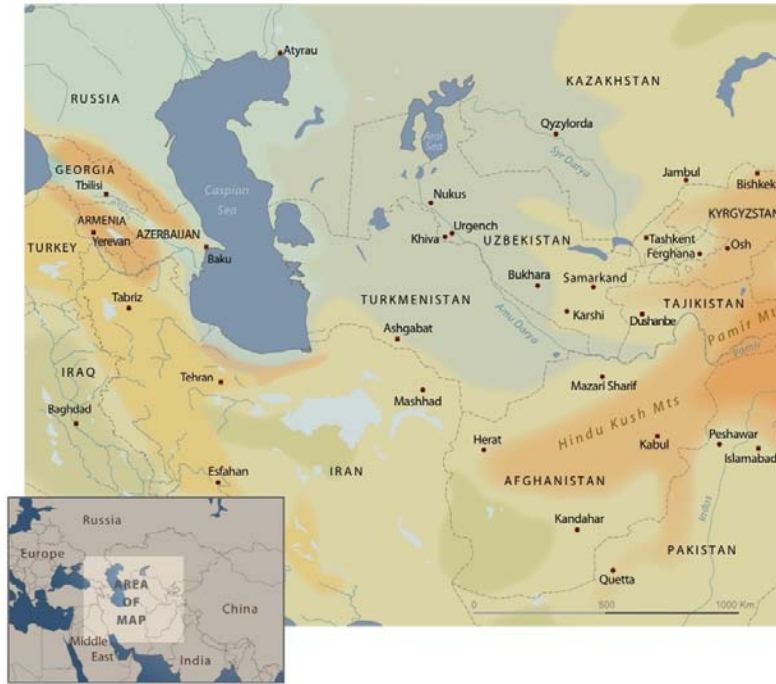 Atyrau
KAZAKHSTAN
RUSSIA
Qyzylorda
Aral
Sea
Syr Darya
GEORGIA
Tbilisi
Caspian
Sea
Jambul
Bishkek
Nukus
KYRGYZSTAN
ARMENIA
AZERBAIJAN
Urgench
Khiva
UZBEKISTAN
Tashkent
Osh
TURKEY
Yerevan
Ferghana
Baku
Bukhara
Samarkand
Tabriz
TURKMENISTAN
TAJIKISTAN
Karshi
Dushanbe
Amu Darya
Pamir Mt
Ashgabat
Pamir
IRAQ
Tehran
Mazari Sharif
Mashhad
Baghdad
Hindu Kush Mts
Herat
Kabul
Peshawar
Islamabad
Esfahan
IRAN
AFGHANISTAN
Indus
Kandahar
PAKISTAN
Quetta
0
500
1000 Km.
Russia
Europe
AREA
OF
MAP
China
Middle
East
India